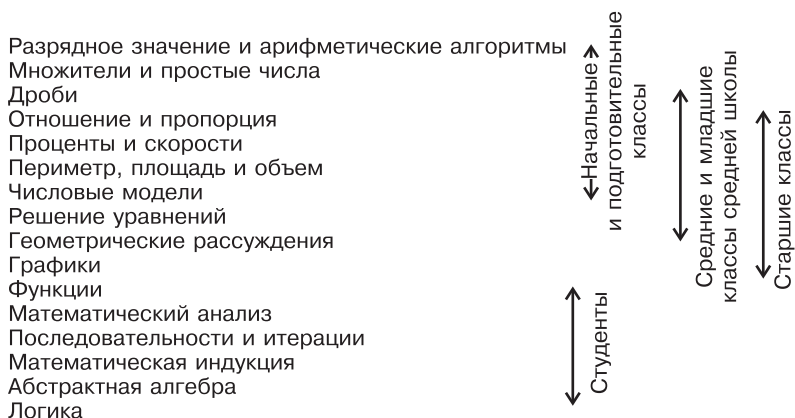 Разрядное значение и арифметические алгоритмы
Множители и простые числа
Дроби
Отношение и пропорция
Проценты и скорости
Периметр, площадь и объем
Числовые модели
Решение уравнений
Геометрические рассуждения
Графики
Функции
Математический анализ
Последовательности и итерации
Математическая индукция
Абстрактная алгебра
Логика
Начальные
и подготовительные
классы
Средние и младшие
классы средней школы
Старшие классы
Студенты